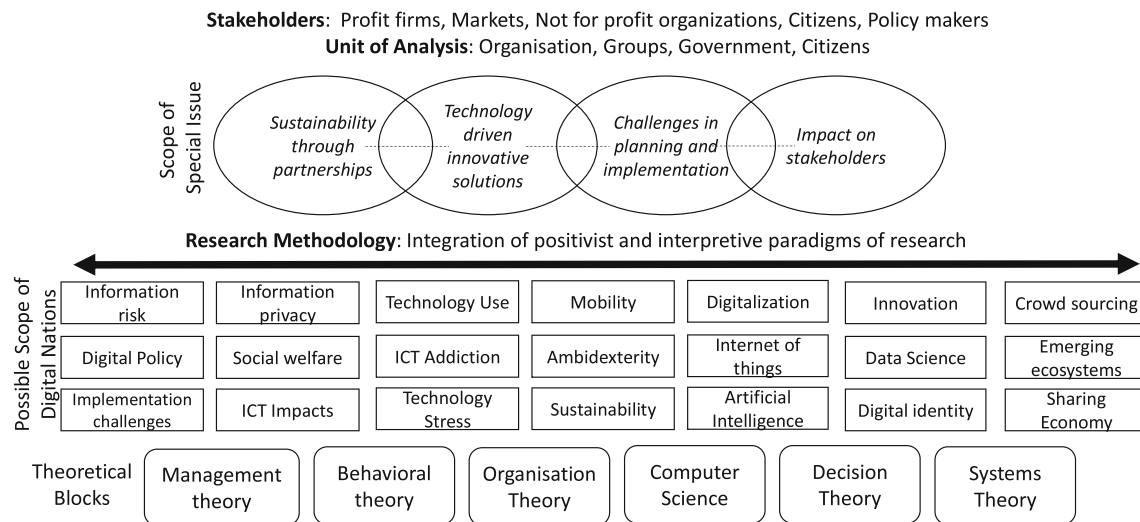 Stakeholders: Profit firms, Markets, Not for profit organizations, Citizens, Policy makers
Unit of Analysis: Organisation, Groups, Government, Citizens
Scope of
Special Issue
Sustainability
through
partnerships
Technology
driven
innovative
solutions
Challenges in
planning and
implementation
Impact on
stakeholders
Research Methodology: Integration of positivist and interpretive paradigms of research
Possible Scope of
Digital Nations
Information
risk
Information
privacy
Technology Use
Mobility
Digitalization
Innovation
Crowd sourcing
Digital Policy
Social welfare
ICT Addiction
Ambidexterity
Internet of
things
Data Science
Emerging
ecosystems
Implementation
challenges
ICT Impacts
Technology
Stress
Sustainability
Artificial
Intelligence
Digital identity
Sharing
Economy
Theoretical
Blocks
Management
theory
Behavioral
theory
Organisation
Theory
Computer
Science
Decision
Theory
Systems
Theory